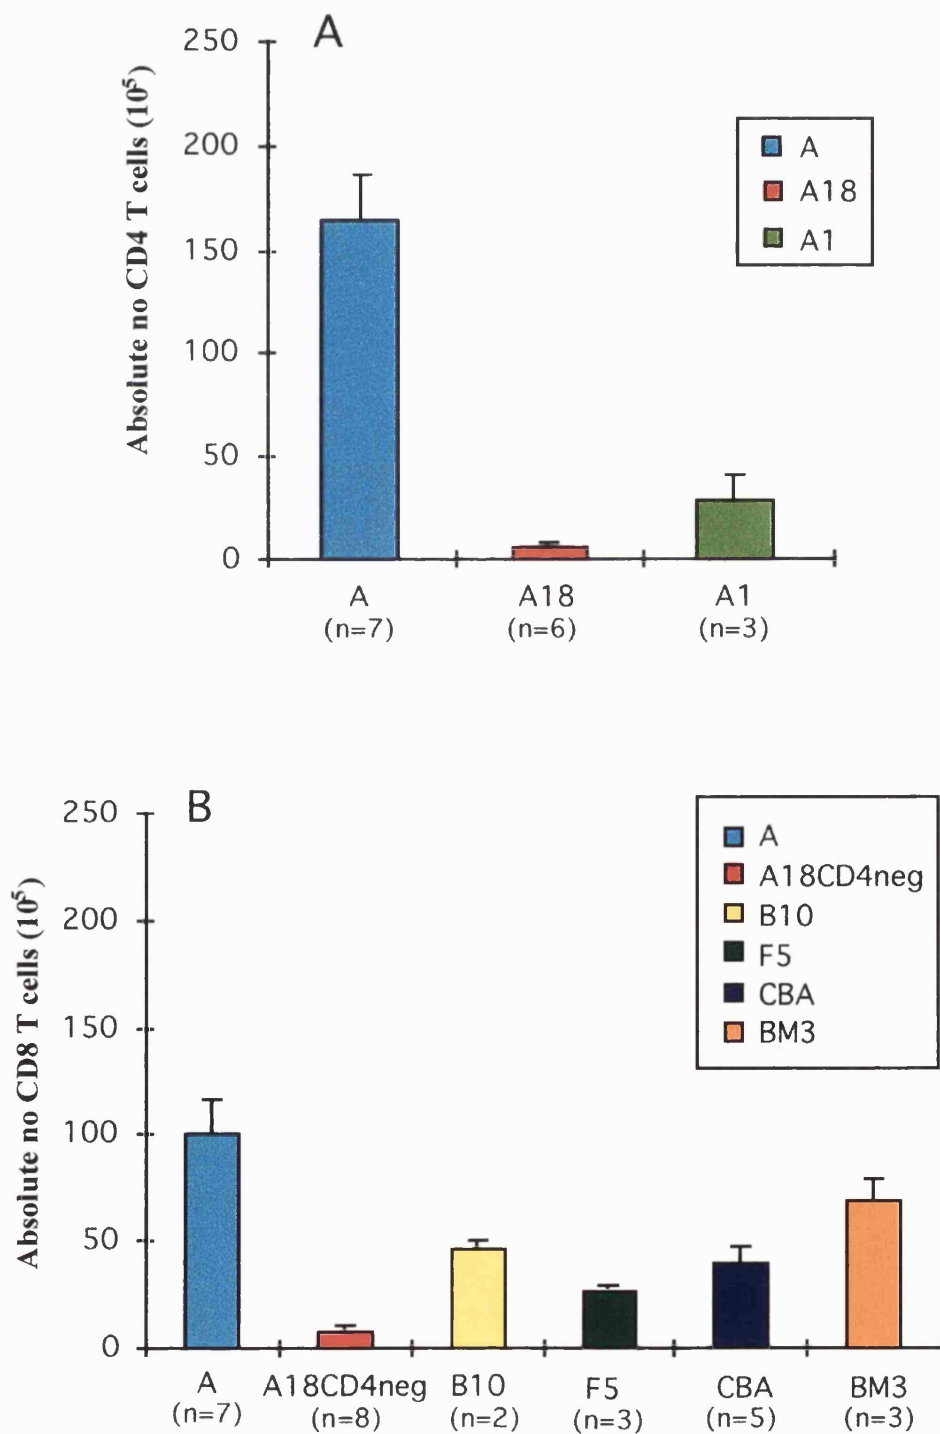 A
Absolute no CD4 T cells (10⁵)
250
200
150
100
50
0
A
A18
A1
A
(n=7)
A18
(n=6)
A1
(n=3)
B
Absolute no CD8 T cells (10⁵)
250
200
150
100
50
0
A
A18CD4neg
B10
F5
CBA
BM3
A
(n=7)
A18CD4neg
(n=8)
B10
(n=2)
F5
(n=3)
CBA
(n=5)
BM3
(n=3)